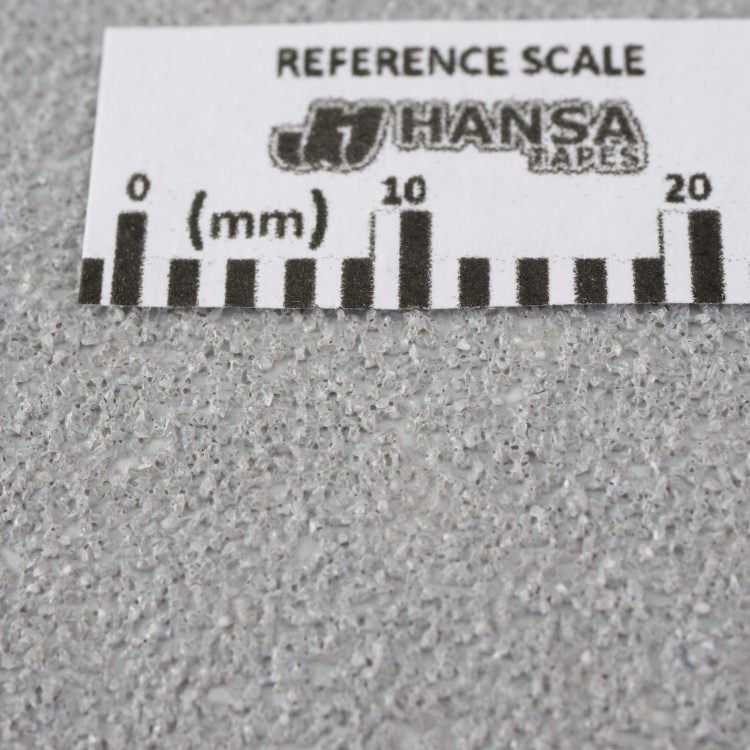 REFERENCE SCALE
HANSA
TAPES
0 10 20
(mm)